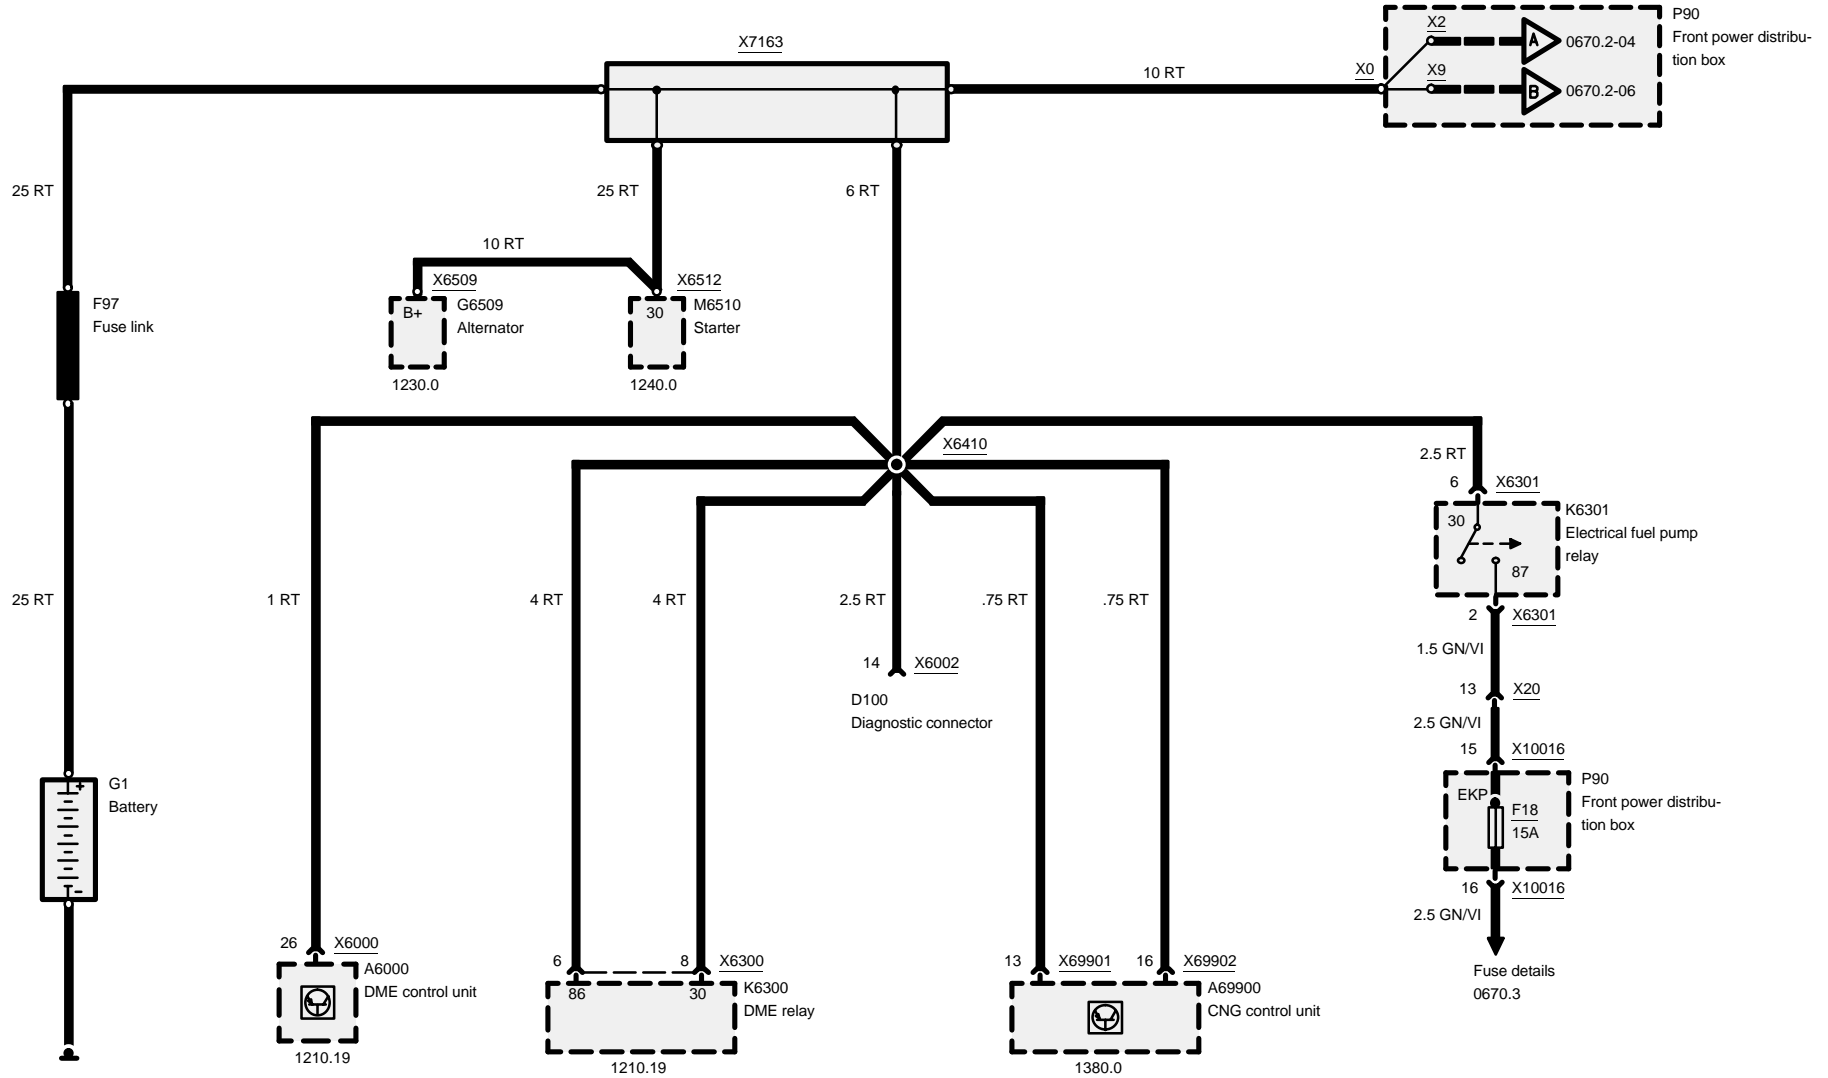 P90
X2
Front power distribu-
X7163
A
0670.2-04
tion box
X0
X9
10 RT
B
0670.2-06
25 RT
25 RT
6 RT
10 RT
X6509
X6512
F97
Fuse link
B+
G6509
Alternator
30
M6510
Starter
1230.0
1240.0
X6410
2.5 RT
6
X6301
30
K6301
Electrical fuel pump
relay
87
25 RT
1 RT
4 RT
4 RT
2.5 RT
.75 RT
.75 RT
2
X6301
1.5 GN/VI
14
X6002
D100
Diagnostic connector
13
X20
2.5 GN/VI
15
X10016
G1
Battery
+
-
P90
Front power distribu-
tion box
EKP
F18
15A
16
X10016
2.5 GN/VI
26
X6000
A6000
DME control unit
1210.19
6
8
X6300
86
30
K6300
DME relay
1210.19
13
X69901
16
X69902
A69900
CNG control unit
1380.0
Fuse details
0670.3